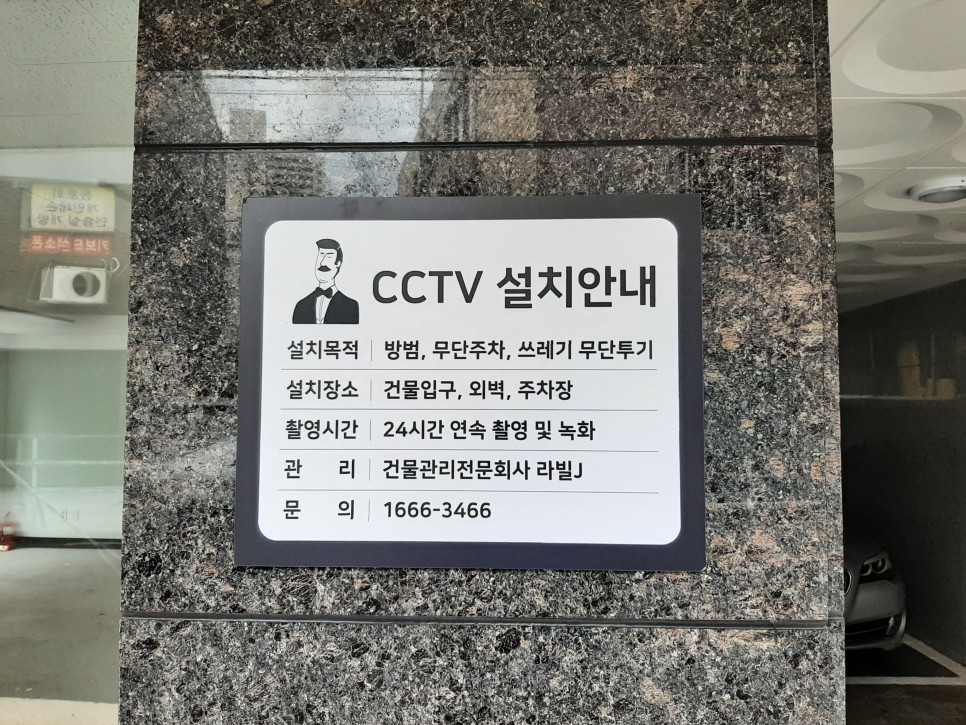 CCTV 설치안내
설치목적 방범, 무단주차, 쓰레기 무단투기
설치장소 건물입구, 외벽, 주차장
촬영시간 24시간 연속 촬영 및 녹화
관 리 건물관리전문회사 라빌J
문 의 1666-3466